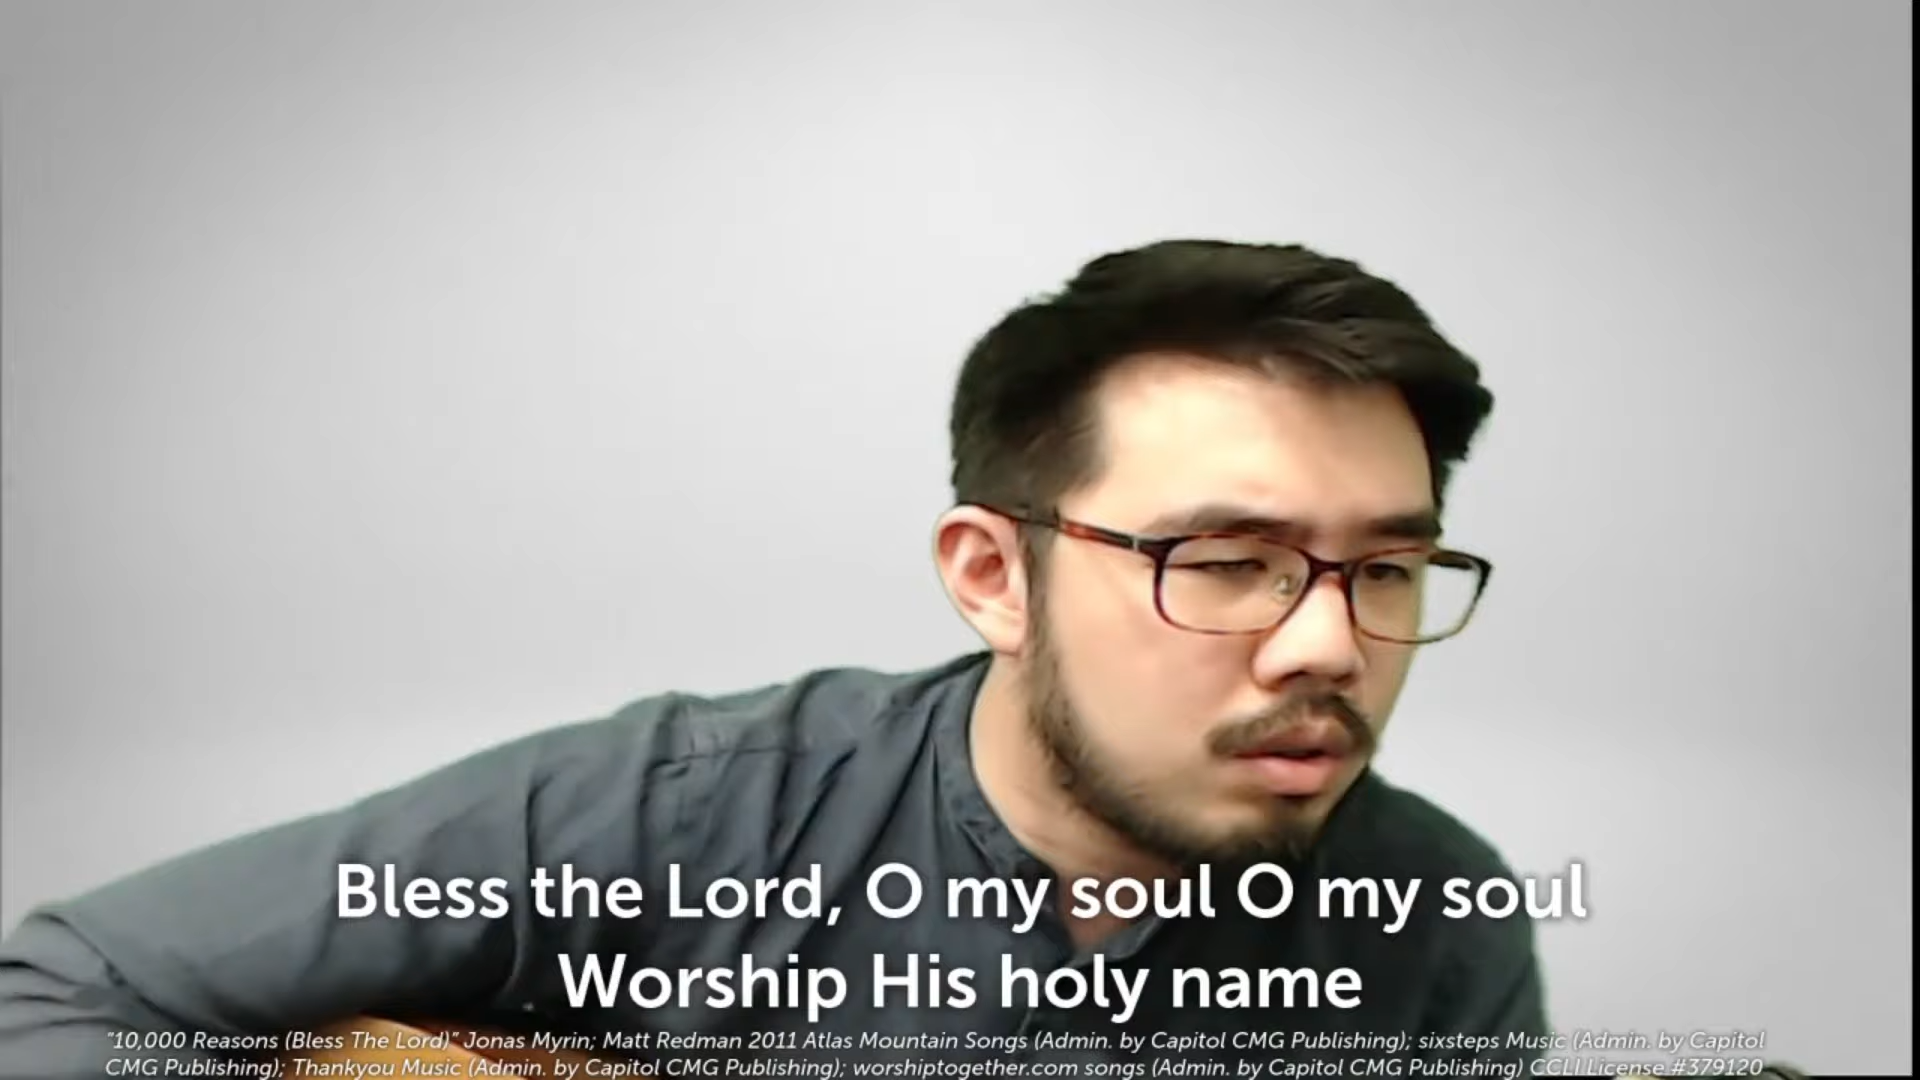 Bless the Lord, O my soul O my soul
Worship His holy name
"10,000 Reasons (Bless The Lord)" Jonas Myrin; Matt Redman 2011 Atlas Mountain Songs (Admin. by Capitol CMG Publishing); sixsteps Music (Admin. by Capitol
CMG Publishing); Thankyou Music (Admin. by Capitol CMG Publishing); worshiptogether.com songs (Admin. by Capitol CMG Publishing) CCLI License #379120